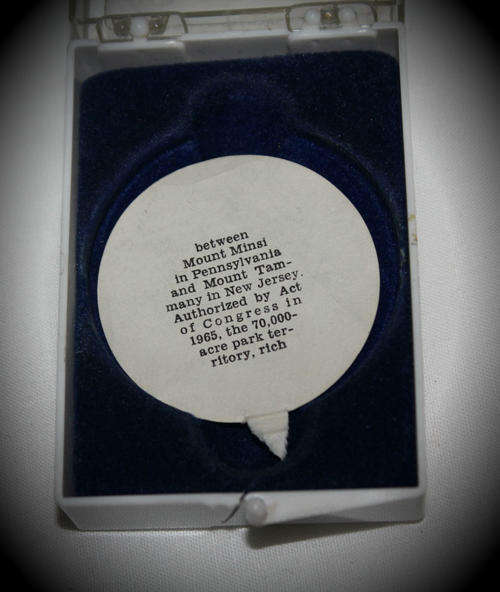 between
Mount Minsi
in Pennsylvania
and Mount Tam-
many in New Jersey.
Authorized by Act
of Congress in
1965, the 70,000-
acre park ter-
ritory, rich